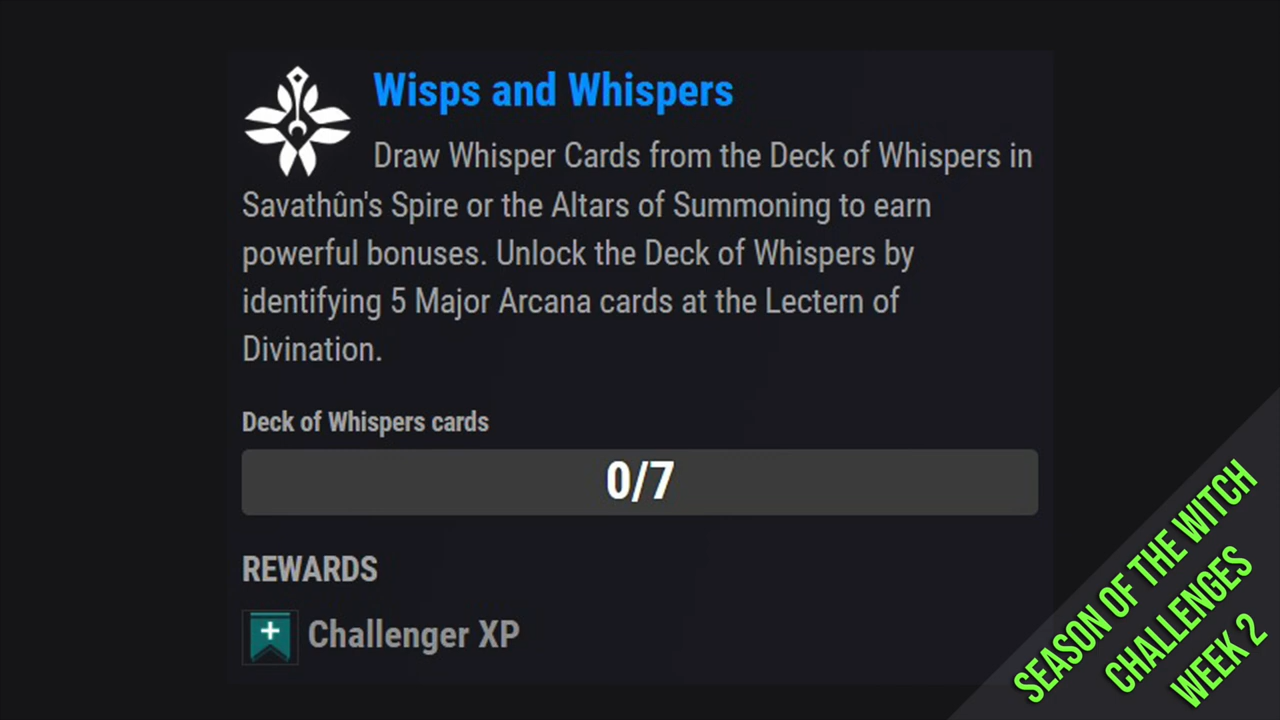 Wisps and Whispers
Draw Whisper Cards from the Deck of Whispers in
Savathûn's Spire or the Altars of Summoning to earn
powerful bonuses. Unlock the Deck of Whispers by
identifying 5 Major Arcana cards at the Lectern of
Divination.
Deck of Whispers cards
0/7
REWARDS
Challenger XP
SEASON OF THE WITCH
CHALLENGES
WEEK 2